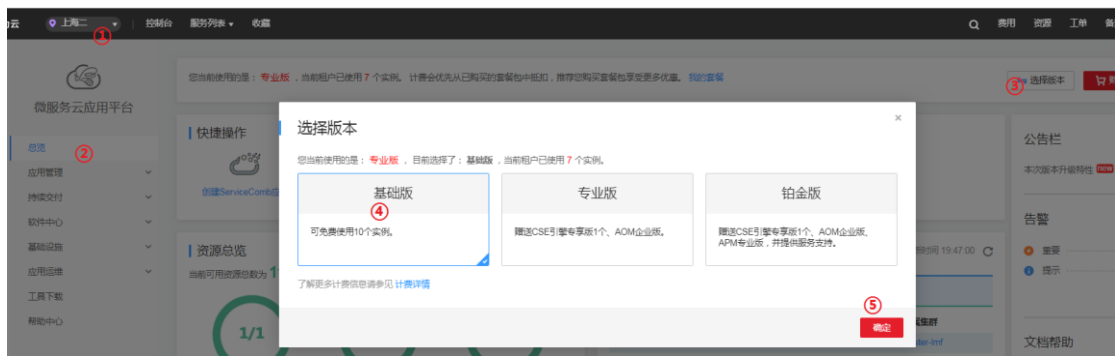 云 上海二 控制台 服务列表 收藏 费用 资源 工单
①
微服务云应用平台
总览
②
应用管理
持续交付
软件中心
基础设施
应用运维
工具下载
帮助中心
您当前使用的是：专业版，当前租户已使用 7 个实例。 计费会优先从已购买的套餐包中抵扣，推荐您购买套餐包享受更多优惠。 我的套餐
③ 选择版本
快捷操作
创建ServiceComb应
资源总览
当前可用资源总数为 1
1/1
选择版本
×
您当前使用的是：专业版，目前选择了：基础版，当前租户已使用 7 个实例。
基础版
④
可免费使用10个实例。
专业版
赠送CSE引擎专享版1个、AOM企业版。
铂金版
赠送CSE引擎专享版1个、AOM企业版、
APM专业版，并提供服务支持。
了解更多计费信息请参见 计费详情
⑤
确定
时间 19:47:00
集群
der-lmf
公告栏
本次版本升级特性 new
告警
重要
提示
文档帮助